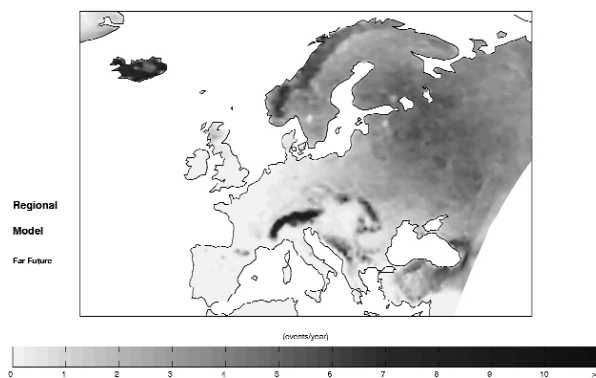 Regional
Model
Far Future
(events/year)
0 1 2 3 4 5 6 7 8 9 10 >